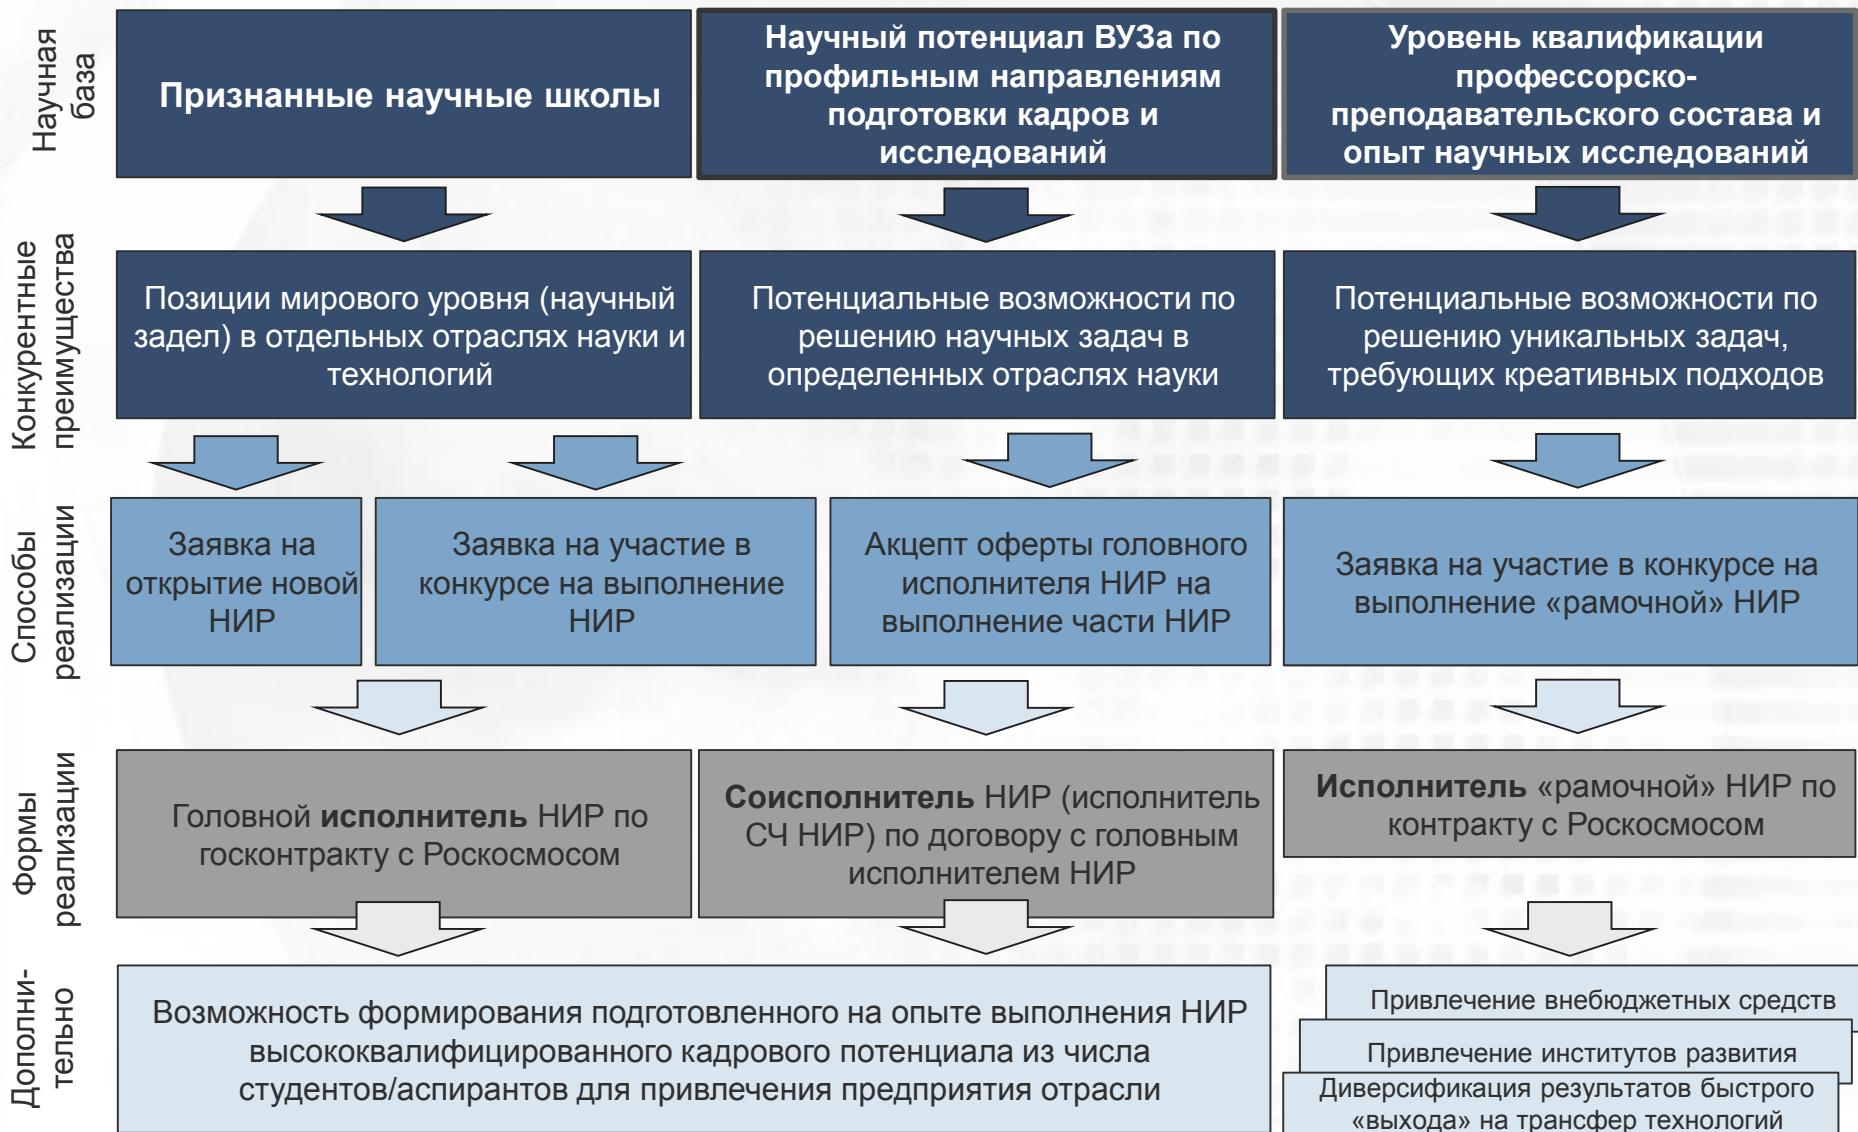 Научная
база
Признанные научные школы
Научный потенциал ВУЗа по
профильным направлениям
подготовки кадров и
исследований
Уровень квалификации
профессорско-
преподавательского состава и
опыт научных исследований
Конкурентные
преимущества
Позиции мирового уровня (научный
задел) в отдельных отраслях науки и
технологий
Потенциальные возможности по
решению научных задач в
определенных отраслях науки
Потенциальные возможности по
решению уникальных задач,
требующих креативных подходов
Способы
реализации
Заявка на
открытие новой
НИР
Заявка на участие в
конкурсе на выполнение
НИР
Акцепт оферты головного
исполнителя НИР на
выполнение части НИР
Заявка на участие в конкурсе на
выполнение «рамочной» НИР
Формы
реализации
Головной исполнитель НИР по
госконтракту с Роскосмосом
Соисполнитель НИР (исполнитель
СЧ НИР) по договору с головным
исполнителем НИР
Исполнитель «рамочной» НИР по
контракту с Роскосмосом
Дополни-
тельно
Возможность формирования подготовленного на опыте выполнения НИР
высококвалифицированного кадрового потенциала из числа
студентов/аспирантов для привлечения предприятия отрасли
Привлечение внебюджетных средств
Привлечение институтов развития
Диверсификация результатов быстрого
«выхода» на трансфер технологий